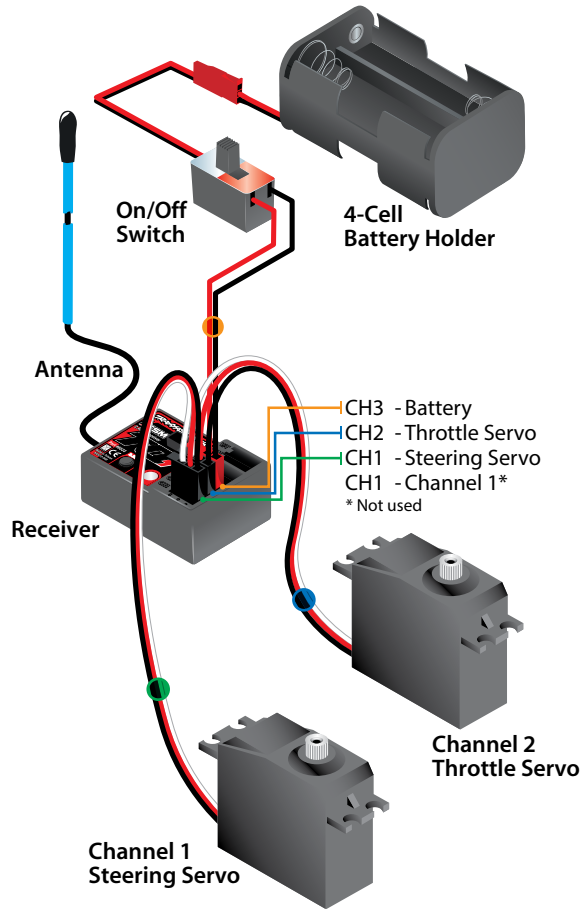 On/Off
Switch
4-Cell
Battery Holder
Antenna
CH3 - Battery
CH2 - Throttle Servo
CH1 - Steering Servo
CH1 - Channel 1*
* Not used
Receiver
Channel 2
Throttle Servo
Channel 1
Steering Servo